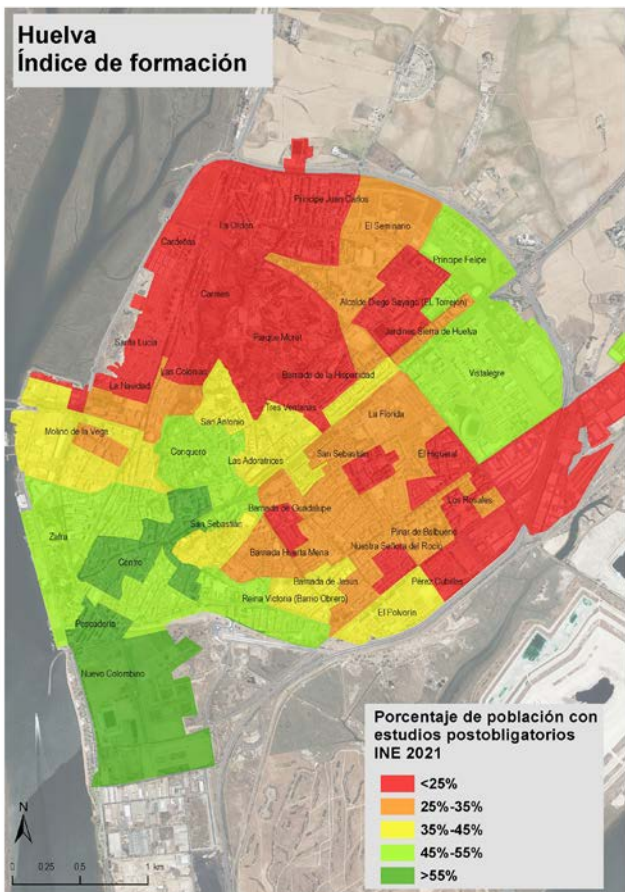 Huelva
Índice de formación
Príncipe Juan Carlos
La Orden
El Seminario
Cardeñas
Príncipe Felipe
Carmen
Alcalde Diego Sayago (EL Torrejón)
Jardines Sierra de Huelva
Parque Moret
Santa Lucía
Vistalegre
Las Colonias
Barriada de la Hispanidad
La Navidad
Tres Ventanas
La Florida
San Antonio
Molino de la Vega
Conquero
Las Adoratrices
San Sebastián
El Higueral
Los Rosales
Barriada de Guadalupe
San Sebastián
Zafra
Pinar de Balbueno
Centro
Barriada Huerta Mena
Nuestra Señora del Rocío
Barriada de Jesús
Pérez Cubillas
Reina Victoria (Barrio Obrero)
El Polvorín
Pescadería
Nuevo Colombino
Porcentaje de población con
estudios postobligatorios
INE 2021
<25%
25%-35%
35%-45%
45%-55%
>55%
N
0 0,25 0,5 1 km